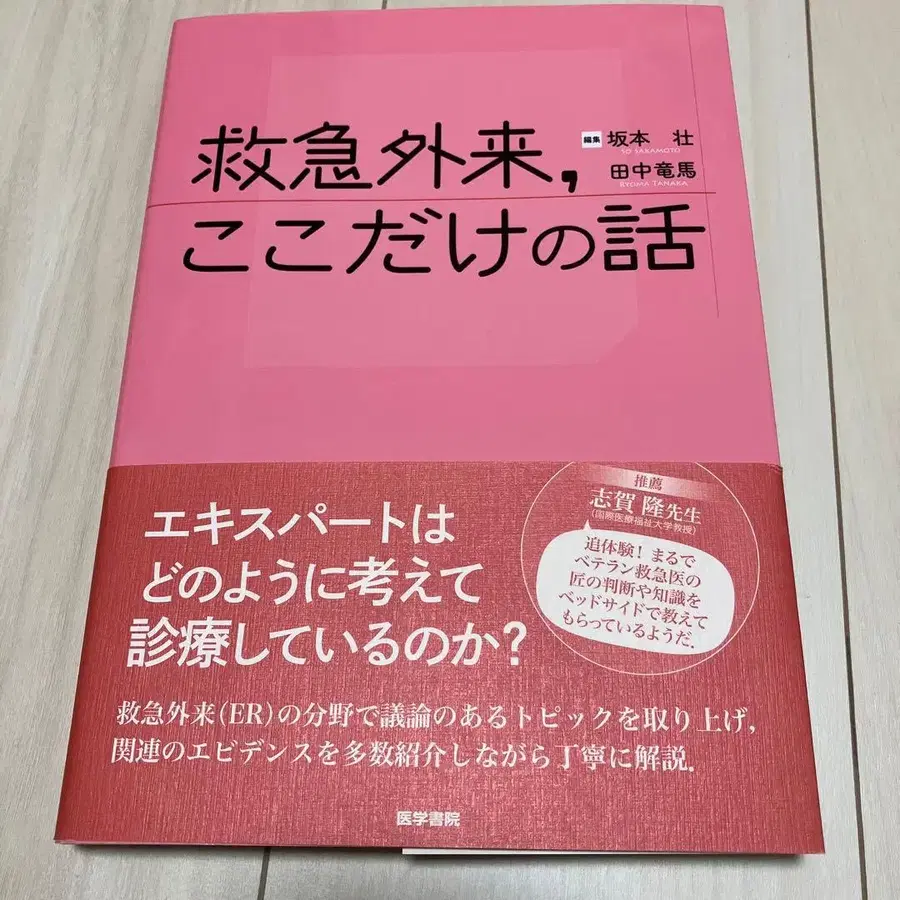 救急外来，
ここだけの話
編集 坂本 壮
SO SAKAMOTO
田中竜馬
RYOMA TANAKA
エキスパートは
どのように考えて
診療しているのか？
推薦
志賀 隆先生
（国際医療福祉大学教授）
追体験！まるで
ベテラン救急医の
匠の判断や知識を
ベッドサイドで教えて
もらっているようだ．
救急外来（ER）の分野で議論のあるトピックを取り上げ，
関連のエビデンスを多数紹介しながら丁寧に解説．
医学書院